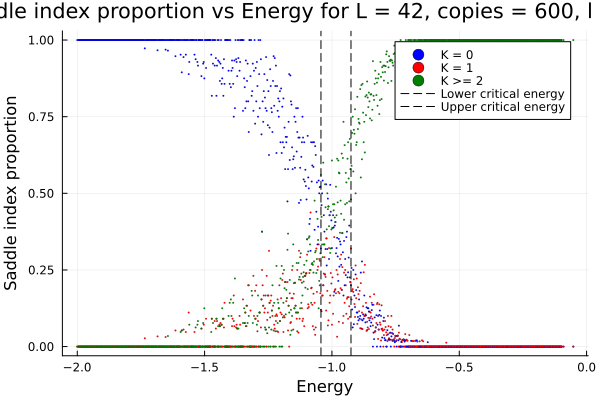 dle index proportion vs Energy for L = 42, copies = 600, l
1.00
0.75
0.50
0.25
0.00
Saddle index proportion
K = 0
K = 1
K >= 2
Lower critical energy
Upper critical energy
−2.0
−1.5
−1.0
−0.5
0.0
Energy